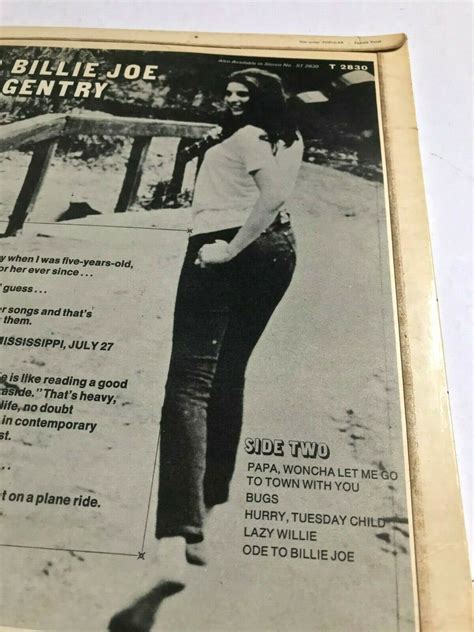 Also Available in Stereo No. ST 2830 T 2830
BILLIE JOE
GENTRY
y when I was five-years-old,
or her ever since...
guess...
er songs and that's
them.
MISSISSIPPI, JULY 27
e is like reading a good
aside." That's heavy,
life, no doubt
in contemporary
st.
t on a plane ride.
SIDE TWO
PAPA, WONCHA LET ME GO
TO TOWN WITH YOU
BUGS
HURRY, TUESDAY CHILD
LAZY WILLIE
ODE TO BILLIE JOE